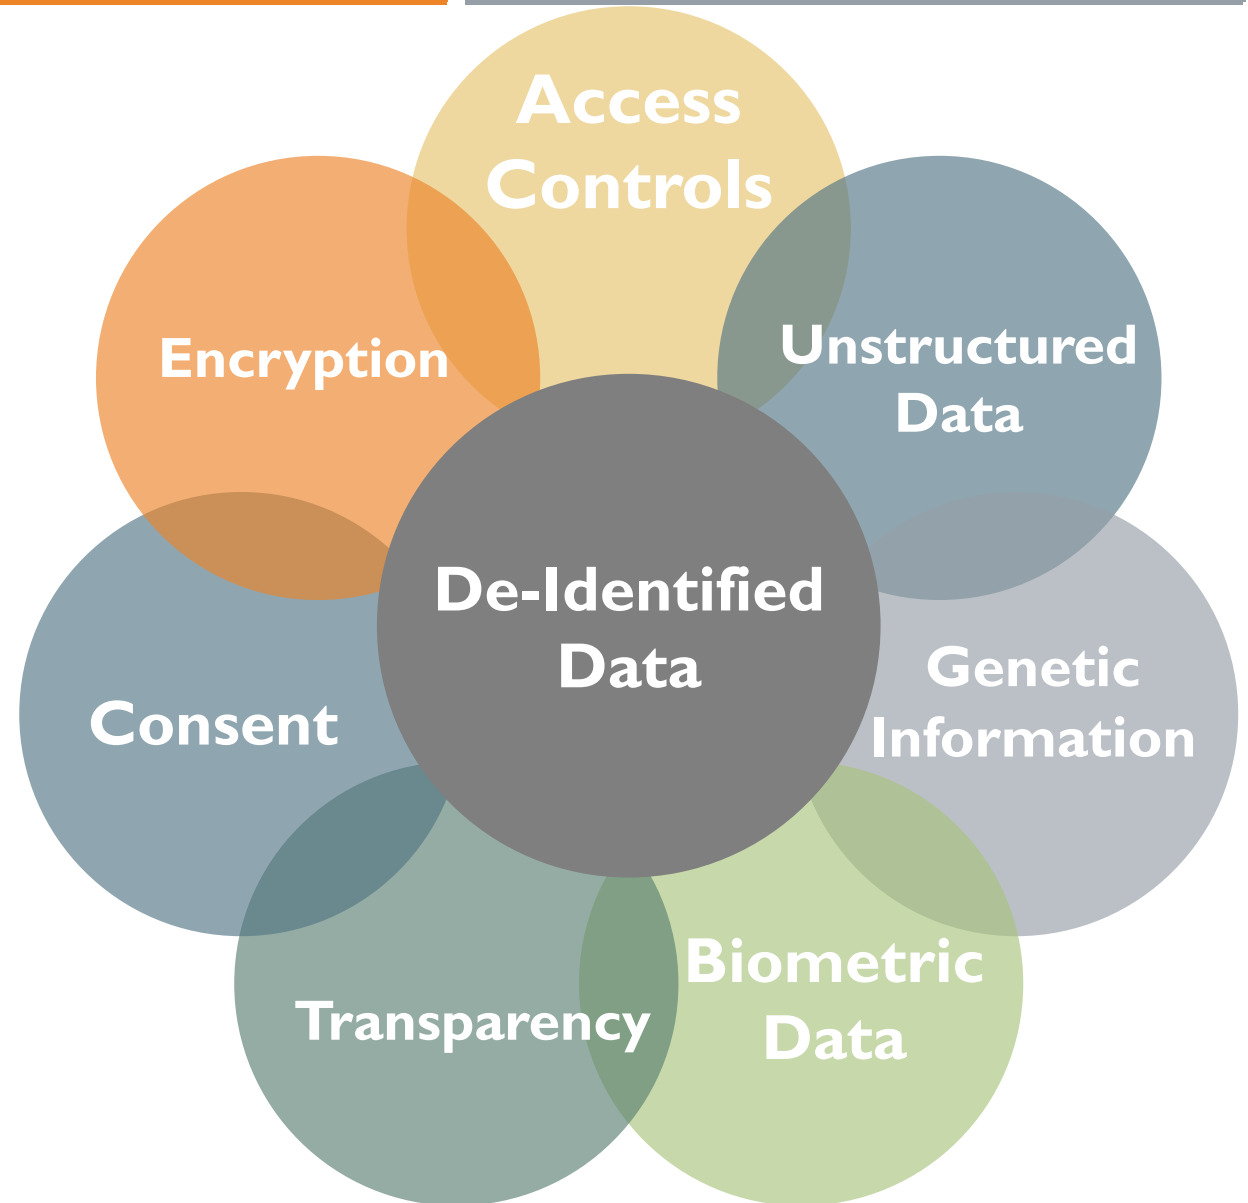 Access
Controls
Unstructured
Data
Genetic
Information
Biometric
Data
Transparency
Consent
Encryption
De-Identified
Data